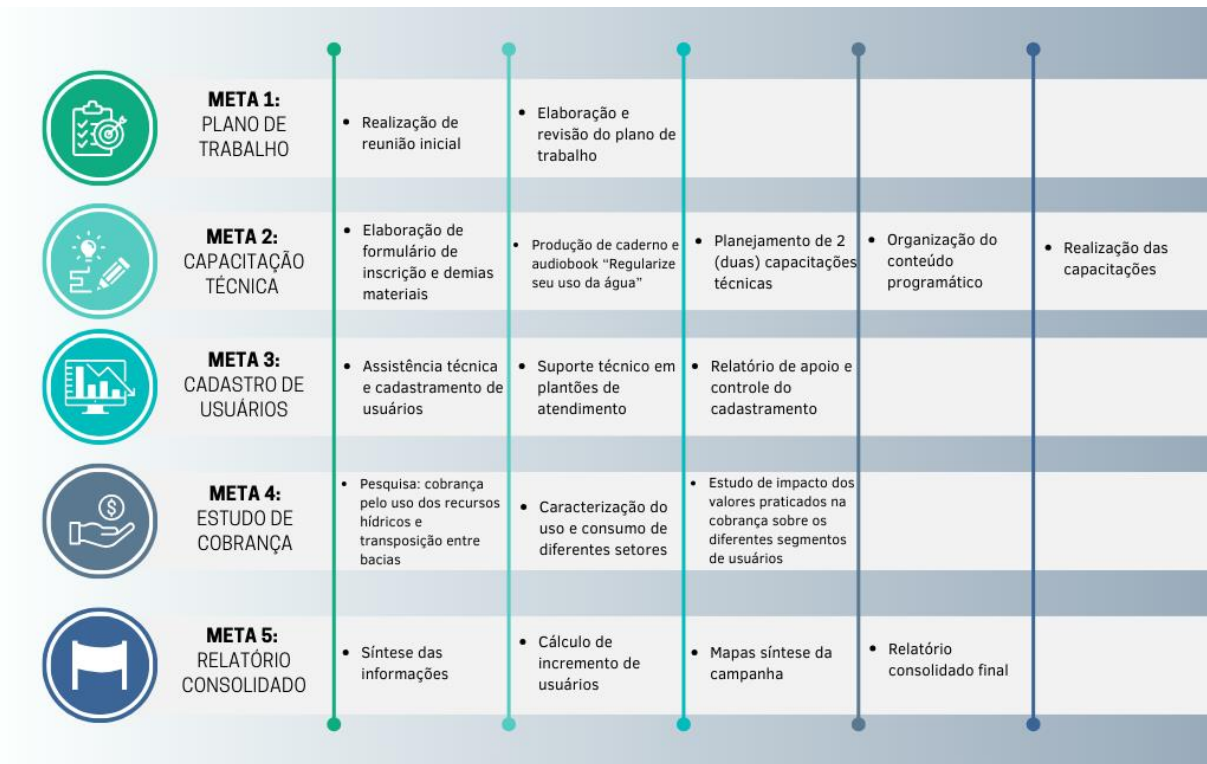 META 1:
PLANO DE
TRABALHO
• Realização de
reunião inicial
• Elaboração e
revisão do plano de
trabalho
META 2:
CAPACITAÇÃO
TÉCNICA
• Elaboração de
formulário de
inscrição e demias
materiais
• Produção de caderno e
audiobook “Regularize
seu uso da água”
• Planejamento de 2
(duas) capacitações
técnicas
• Organização do
conteúdo
programático
• Realização das
capacitações
META 3:
CADASTRO DE
USUÁRIOS
• Assistência técnica
e cadastramento de
usuários
• Suporte técnico em
plantões de
atendimento
• Relatório de apoio e
controle do
cadastramento
META 4:
ESTUDO DE
COBRANÇA
• Pesquisa: cobrança
pelo uso dos recursos
hídricos e
transposição entre
bacias
• Caracterização do
uso e consumo de
diferentes setores
• Estudo de impacto dos
valores praticados na
cobrança sobre os
diferentes segmentos
de usuários
META 5:
RELATÓRIO
CONSOLIDADO
• Síntese das
informações
• Cálculo de
incremento de
usuários
• Mapas síntese da
campanha
• Relatório
consolidado final